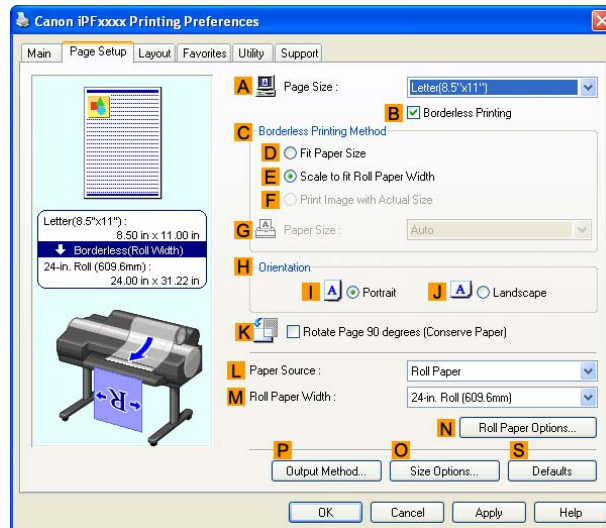 Canon iPFxxxx Printing Preferences
Main Page Setup Layout Favorites Utility Support
A Page Size : Letter(8.5"x11")
B Borderless Printing
C Borderless Printing Method
D Fit Paper Size
E Scale to fit Roll Paper Width
F Print Image with Actual Size
G Paper Size : Auto
Letter(8.5"x11") :
8.50 in x 11.00 in
Borderless(Roll Width)
24-in. Roll (609.6mm) :
24.00 in x 31.22 in
H Orientation
I A Portrait J A Landscape
K Rotate Page 90 degrees (Conserve Paper)
R
L Paper Source : Roll Paper
M Roll Paper Width : 24-in. Roll (609.6mm)
N Roll Paper Options...
P O S
Output Method... Size Options... Defaults
OK Cancel Apply Help